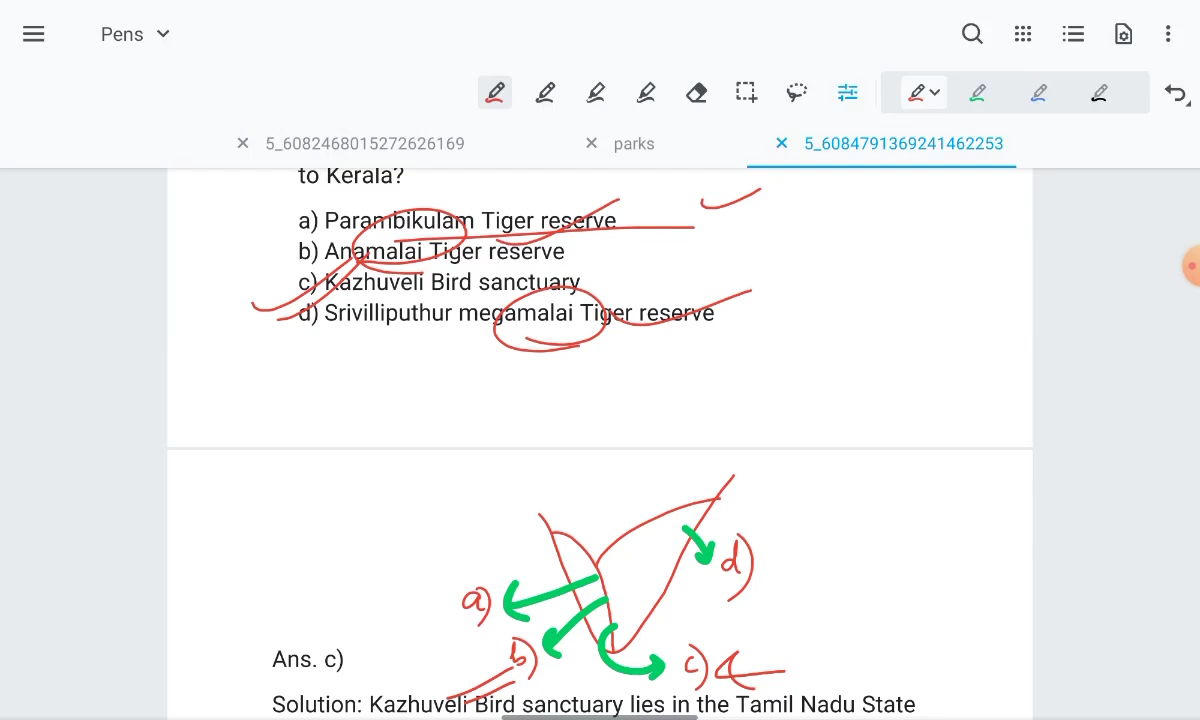 Pens
5_6082468015272626169
parks
5_6084791369241462253
to Kerala?
a) Parambikulam Tiger reserve
b) Anamalai Tiger reserve
c) Kazhuveli Bird sanctuary
d) Srivilliputhur megamalai Tiger reserve
d)
a)
b)
c)
Ans. c)
Solution: Kazhuveli Bird sanctuary lies in the Tamil Nadu State